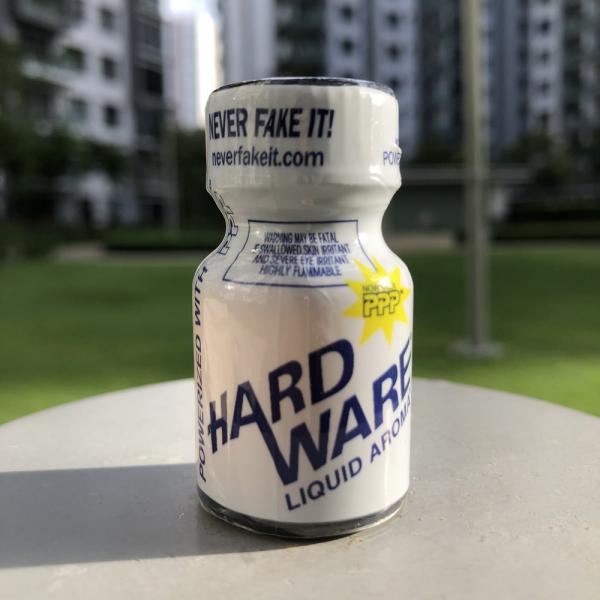 NEVER FAKE IT!
neverfakeit.com
WARNING MAY BE FATAL
IF SWALLOWED.SKIN IRRITANT
AND SEVERE EYE IRRITANT
HIGHLY FLAMMABLE
PPP
POWERIZED WITH
HARD
WARE
LIQUID AROMA